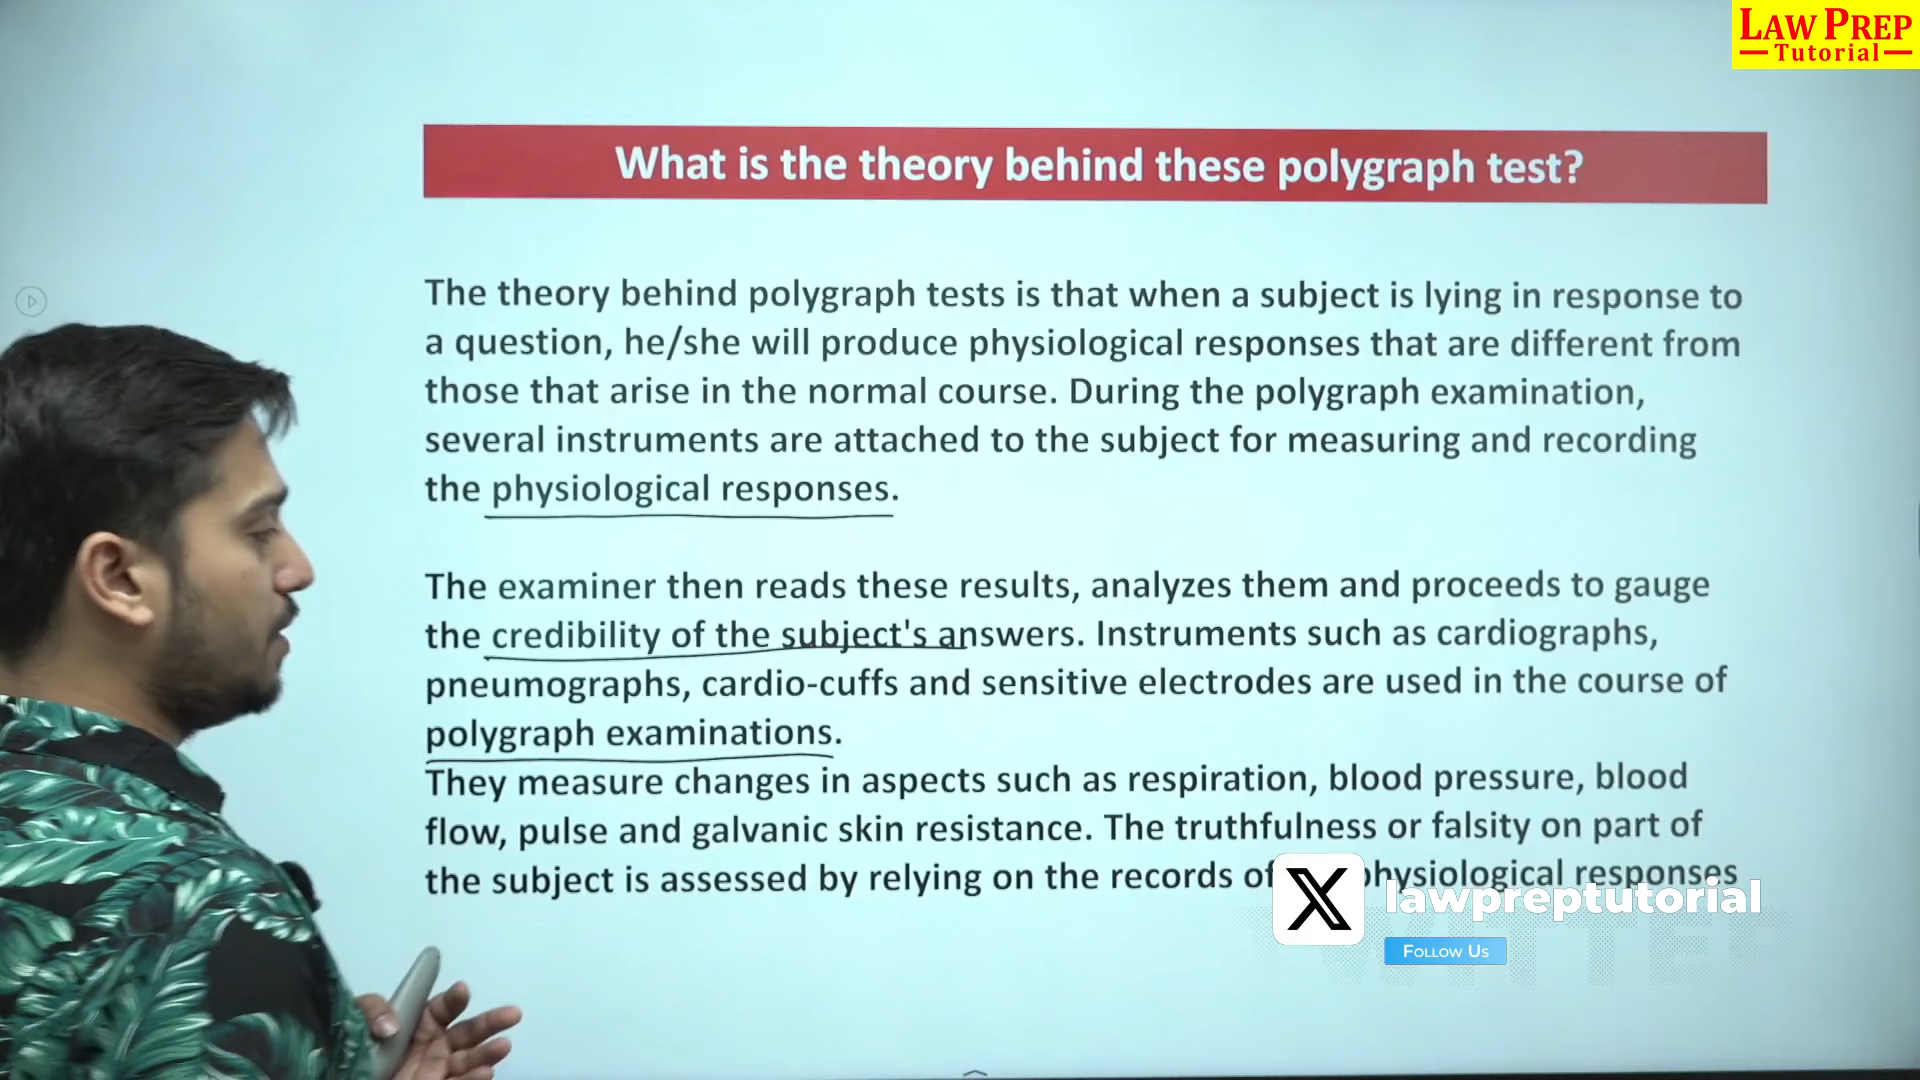 LAW PREP
Tutorial
What is the theory behind these polygraph test?
The theory behind polygraph tests is that when a subject is lying in response to
a question, he/she will produce physiological responses that are different from
those that arise in the normal course. During the polygraph examination,
several instruments are attached to the subject for measuring and recording
the physiological responses.
The examiner then reads these results, analyzes them and proceeds to gauge
the credibility of the subject's answers. Instruments such as cardiographs,
pneumographs, cardio-cuffs and sensitive electrodes are used in the course of
polygraph examinations.
They measure changes in aspects such as respiration, blood pressure, blood
flow, pulse and galvanic skin resistance. The truthfulness or falsity on part of
the subject is assessed by relying on the records of physiological responses
lawpreptutorial
FOLLOW US